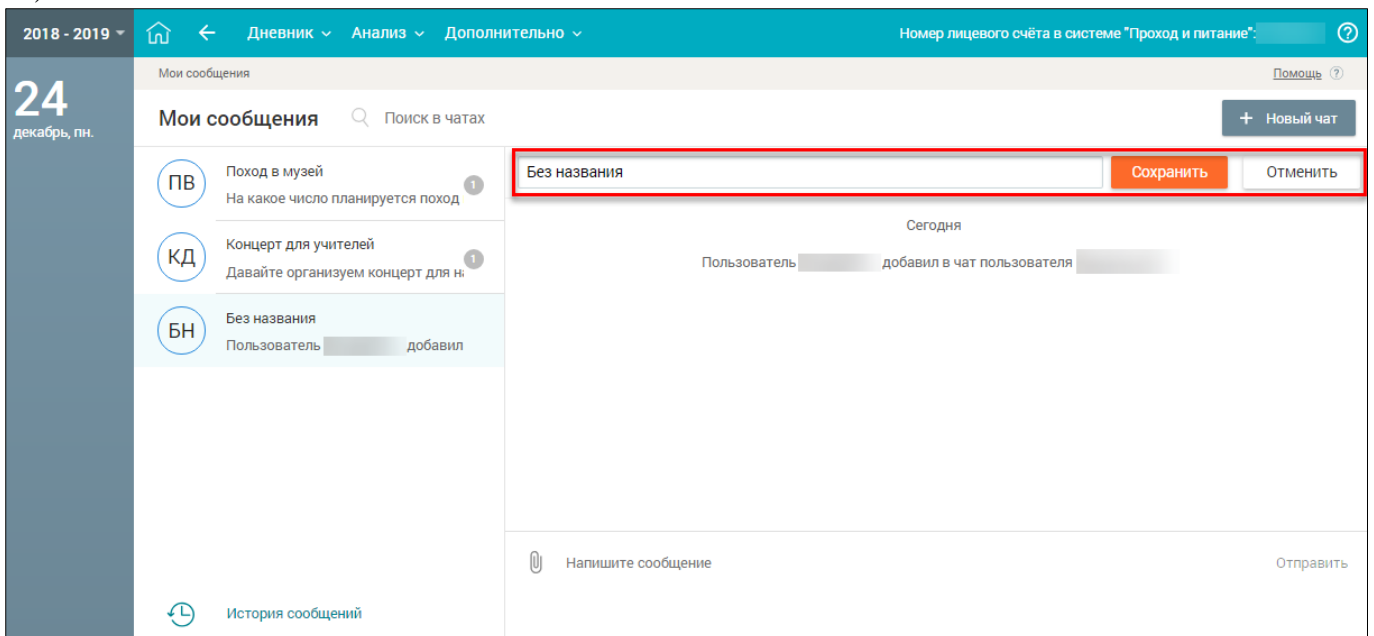 2018 - 2019 Дневник Анализ Дополнительно Номер лицевого счёта в системе "Проход и питание":
24
декабрь, пн.
Мои сообщения Помощь
Мои сообщения Поиск в чатах + Новый чат
ПВ
Поход в музей
На какое число планируется поход
1
КД
Концерт для учителей
Давайте организуем концерт для
1
БН
Без названия
Пользователь добавил
История сообщений
Без названия Сохранить Отменить
Сегодня
Пользователь добавил в чат пользователя
Напишите сообщение Отправить